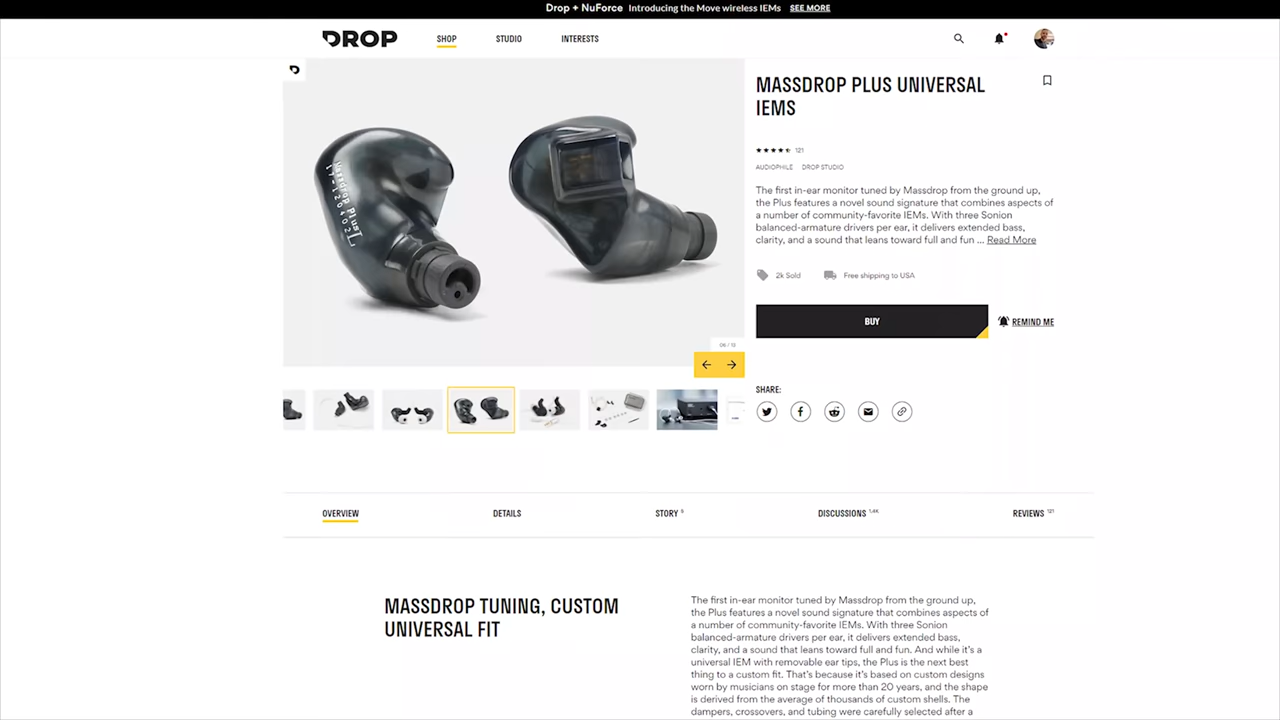 Drop + NuForce Introducing the Move wireless IEMs SEE MORE
DROP SHOP STUDIO INTERESTS
MASSDROP PLUS UNIVERSAL
IEMS
121
AUDIOPHILE DROP STUDIO
The first in-ear monitor tuned by Massdrop from the ground up,
the Plus features a novel sound signature that combines aspects of
a number of community-favorite IEMs. With three Sonion
balanced-armature drivers per ear, it delivers extended bass,
clarity, and a sound that leans toward full and fun ... Read More
2k Sold Free shipping to USA
BUY REMIND ME
Massdrop Plus
L
06 / 12
SHARE:
OVERVIEW DETAILS STORY DISCUSSIONS 1.4K REVIEWS 121
MASSDROP TUNING, CUSTOM
UNIVERSAL FIT
The first in-ear monitor tuned by Massdrop from the ground up,
the Plus features a novel sound signature that combines aspects of
a number of community-favorite IEMs. With three Sonion
balanced-armature drivers per ear, it delivers extended bass,
clarity, and a sound that leans toward full and fun. And while it's a
universal IEM with removable ear tips, the Plus is the next best
thing to a custom fit. That's because it's based on custom designs
worn by musicians on stage for more than 20 years, and the shape
is derived from the average of thousands of custom shells. The
dampers, crossovers, and tubing were carefully selected after a